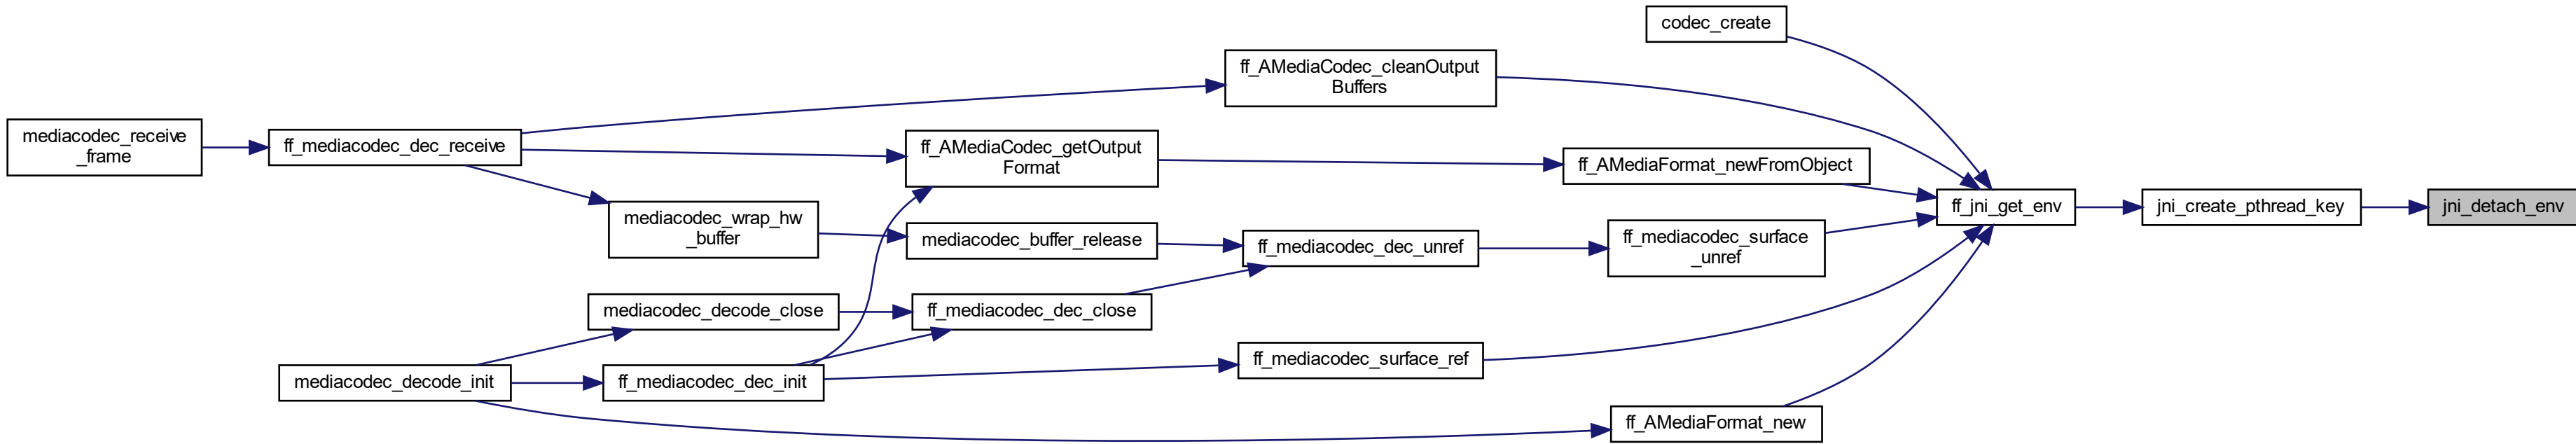 codec_create
ff_AMediaCodec_cleanOutput
Buffers
mediacodec_receive
_frame
ff_mediacodec_dec_receive
ff_AMediaCodec_getOutput
Format
ff_AMediaFormat_newFromObject
mediacodec_wrap_hw
_buffer
mediacodec_buffer_release
ff_mediacodec_dec_unref
ff_mediacodec_surface
_unref
ff_jni_get_env
jni_create_pthread_key
jni_detach_env
mediacodec_decode_close
ff_mediacodec_dec_close
ff_mediacodec_surface_ref
mediacodec_decode_init
ff_mediacodec_dec_init
ff_AMediaFormat_new